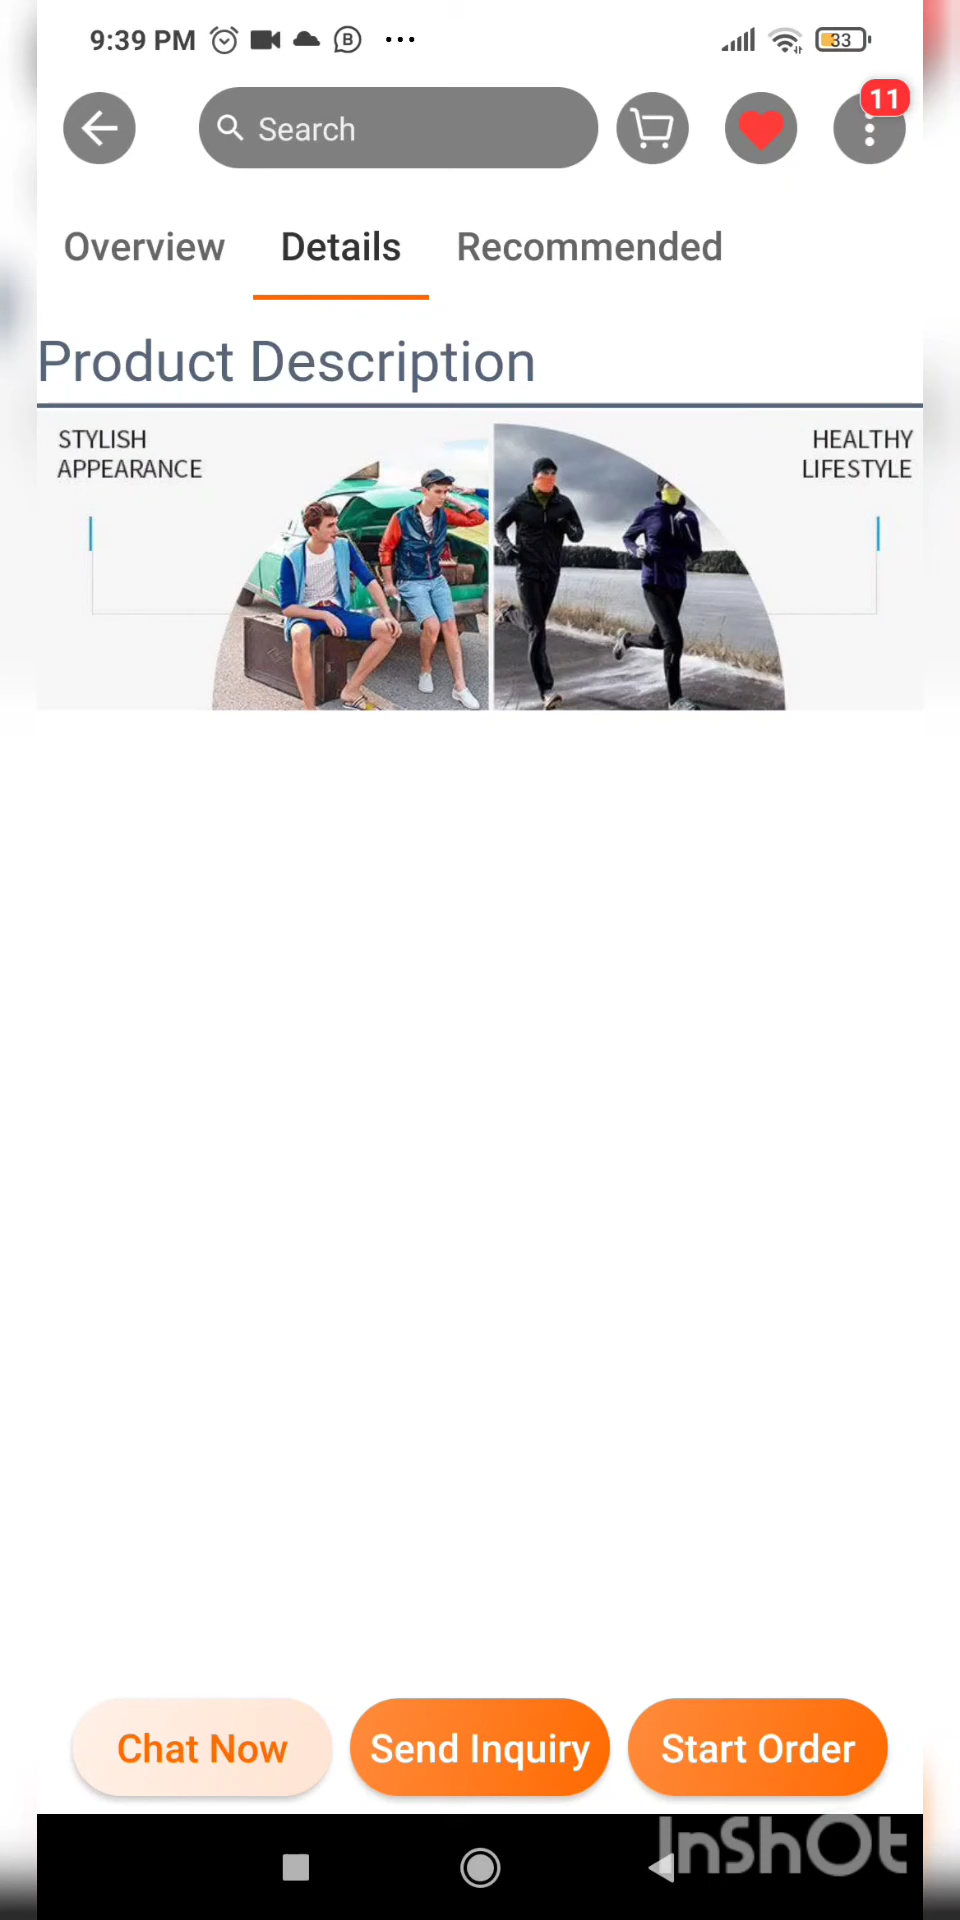 9:39 PM
33
11
Search
Overview Details Recommended
Product Description
STYLISH
APPEARANCE
HEALTHY
LIFESTYLE
Chat Now Send Inquiry Start Order
InShOt